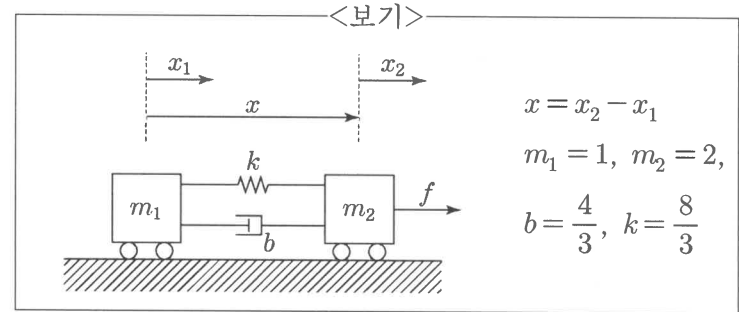 <보기>
x₁
x₂
x
x = x₂ − x₁
k
m₁ = 1, m₂ = 2,
m₁
m₂
f
b
b = 4/3, k = 8/3